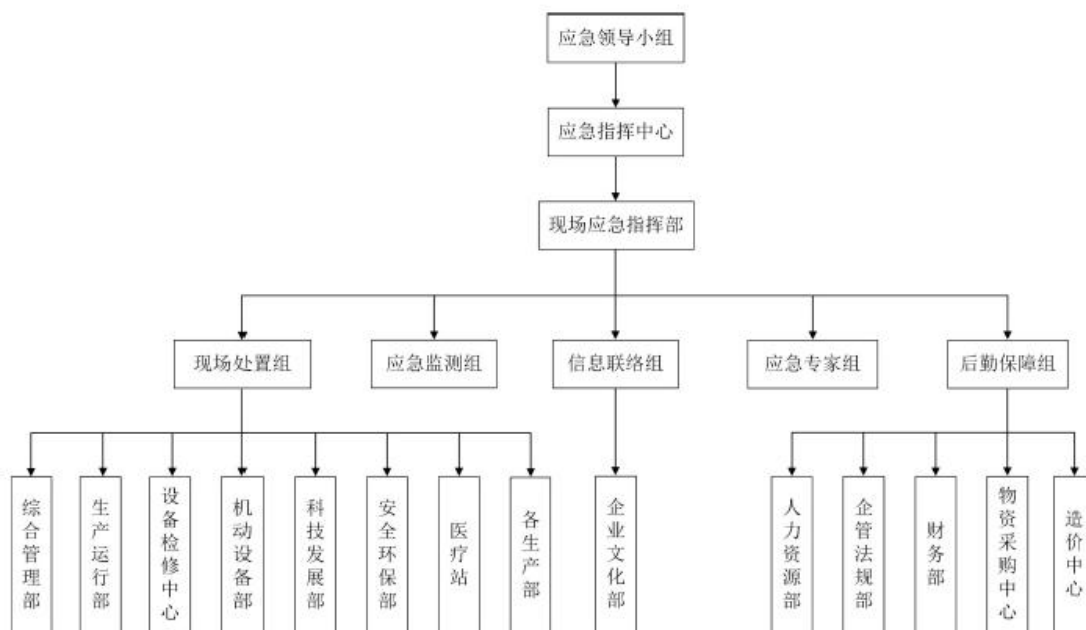 应急领导小组
应急指挥中心
现场应急指挥部
现场处置组
应急监测组
信息联络组
应急专家组
后勤保障组
综合管理部
生产运行部
设备检修中心
机动设备部
科技发展部
安全环保部
医疗站
各生产部
企业文化部
人力资源部
企管法规部
财务部
物资采购中心
造价中心